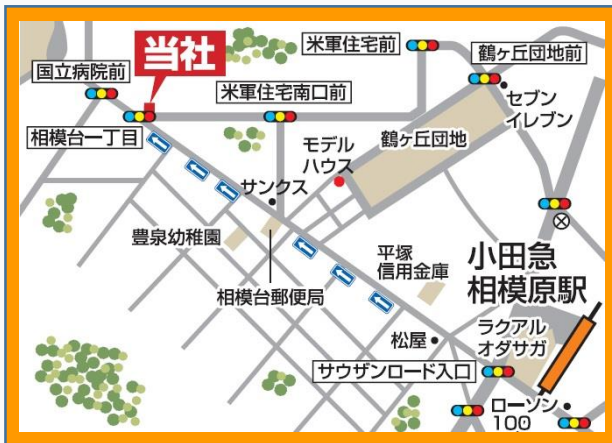 当社
米軍住宅前
鶴ヶ丘団地前
国立病院前
米軍住宅南口前
セブン
イレブン
相模台一丁目
モデル
ハウス
鶴ヶ丘団地
サンクス
豊泉幼稚園
相模台郵便局
平塚
信用金庫
小田急
相模原駅
松屋
ラクアル
オダサガ
サウザンロード入口
ローソン
100